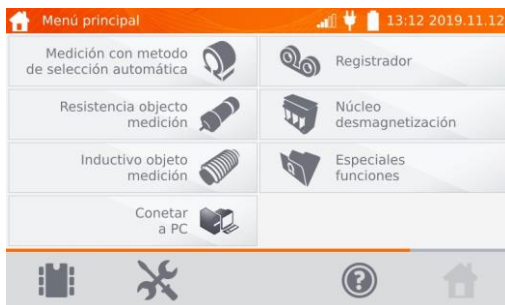 Menú principal
13:12 2019.11.12
Medición con metodo
de selección automática
Registrador
Resistencia objecto
medición
Núcleo
desmagnetización
Inductivo objeto
medición
Especiales
funciones
Conetar
a PC